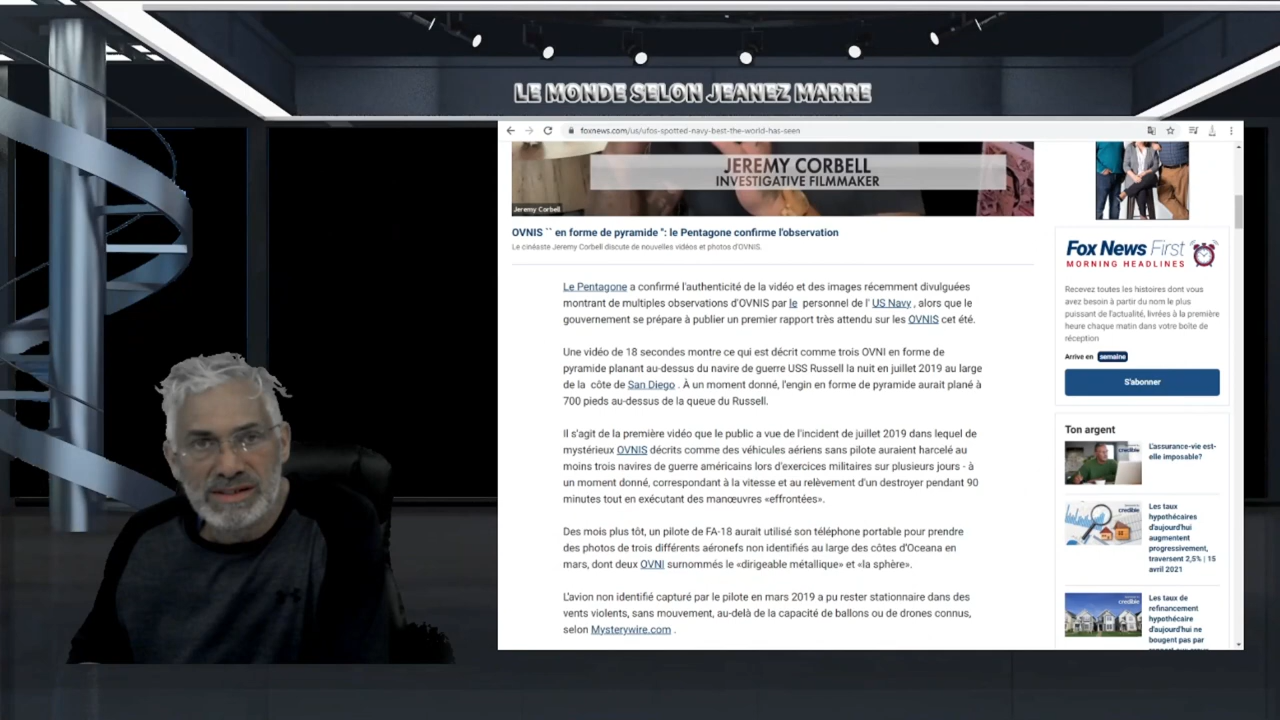 LE MONDE SELON JEANEZ MARRE
foxnews.com/us/ufos-spotted-navy-best-the-world-has-seen
JEREMY CORBELL
INVESTIGATIVE FILMMAKER
Jeremy Corbell
OVNIS `` en forme de pyramide '': le Pentagone confirme l'observation
Le cinéaste Jeremy Corbell discute de nouvelles vidéos et photos d'OVNIS.
Le Pentagone a confirmé l'authenticité de la vidéo et des images récemment divulguées
montrant de multiples observations d'OVNIS par le personnel de l' US Navy , alors que le
gouvernement se prépare à publier un premier rapport très attendu sur les OVNIS cet été.
Une vidéo de 18 secondes montre ce qui est décrit comme trois OVNI en forme de
pyramide planant au-dessus du navire de guerre USS Russell la nuit en juillet 2019 au large
de la côte de San Diego . À un moment donné, l'engin en forme de pyramide aurait plané à
700 pieds au-dessus de la queue du Russell.
Il s'agit de la première vidéo que le public a vue de l'incident de juillet 2019 dans lequel de
mystérieux OVNIS décrits comme des véhicules aériens sans pilote auraient harcelé au
moins trois navires de guerre américains lors d'exercices militaires sur plusieurs jours - à
un moment donné, correspondant à la vitesse et au relèvement d'un destroyer pendant 90
minutes tout en exécutant des manœuvres «effrontées».
Des mois plus tôt, un pilote de FA-18 aurait utilisé son téléphone portable pour prendre
des photos de trois différents aéronefs non identifiés au large des côtes d'Oceana en
mars, dont deux OVNI surnommés le «dirigeable métallique» et «la sphère».
L'avion non identifié capturé par le pilote en mars 2019 a pu rester stationnaire dans des
vents violents, sans mouvement, au-delà de la capacité de ballons ou de drones connus,
selon Mysterywire.com .
Fox News First
MORNING HEADLINES
Recevez toutes les histoires dont vous
avez besoin à partir du nom le plus
puissant de l'actualité, livrées à la première
heure chaque matin dans votre boîte de
réception
Arrive en semaine
S'abonner
Ton argent
credible
L'assurance-vie est-
elle imposable?
credible
Les taux
hypothécaires
d'aujourd'hui
augmentent
progressivement,
traversent 2,5% | 15
avril 2021
credible
Les taux de
refinancement
hypothécaire
d'aujourd'hui ne
bougent pas par